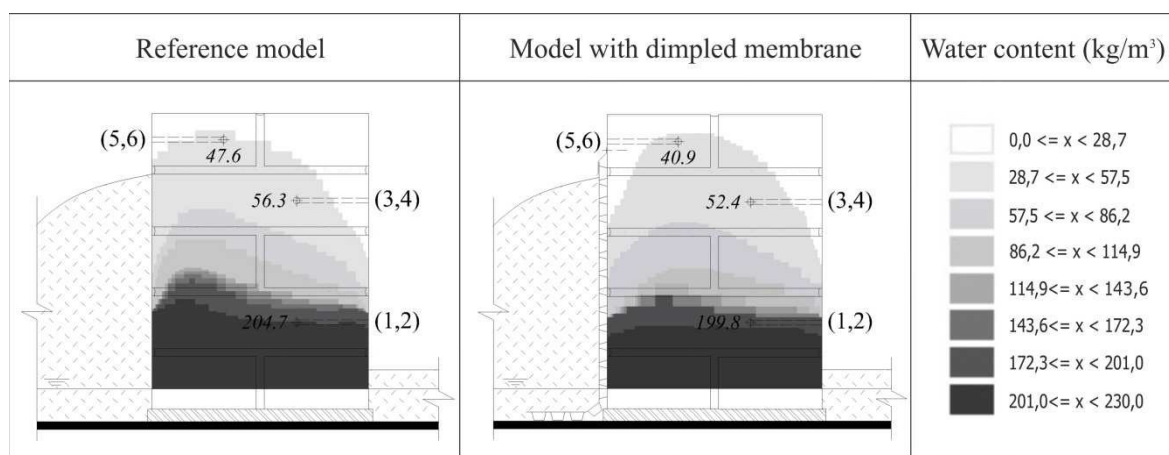 Reference model
Model with dimpled membrane
Water content (kg/m³)
(5,6)
47.6
56.3
(3,4)
204.7
(1,2)
(5,6)
40.9
52.4
(3,4)
199.8
(1,2)
0,0 <= x < 28,7
28,7 <= x < 57,5
57,5 <= x < 86,2
86,2 <= x < 114,9
114,9<= x < 143,6
143,6<= x < 172,3
172,3<= x < 201,0
201,0<= x < 230,0